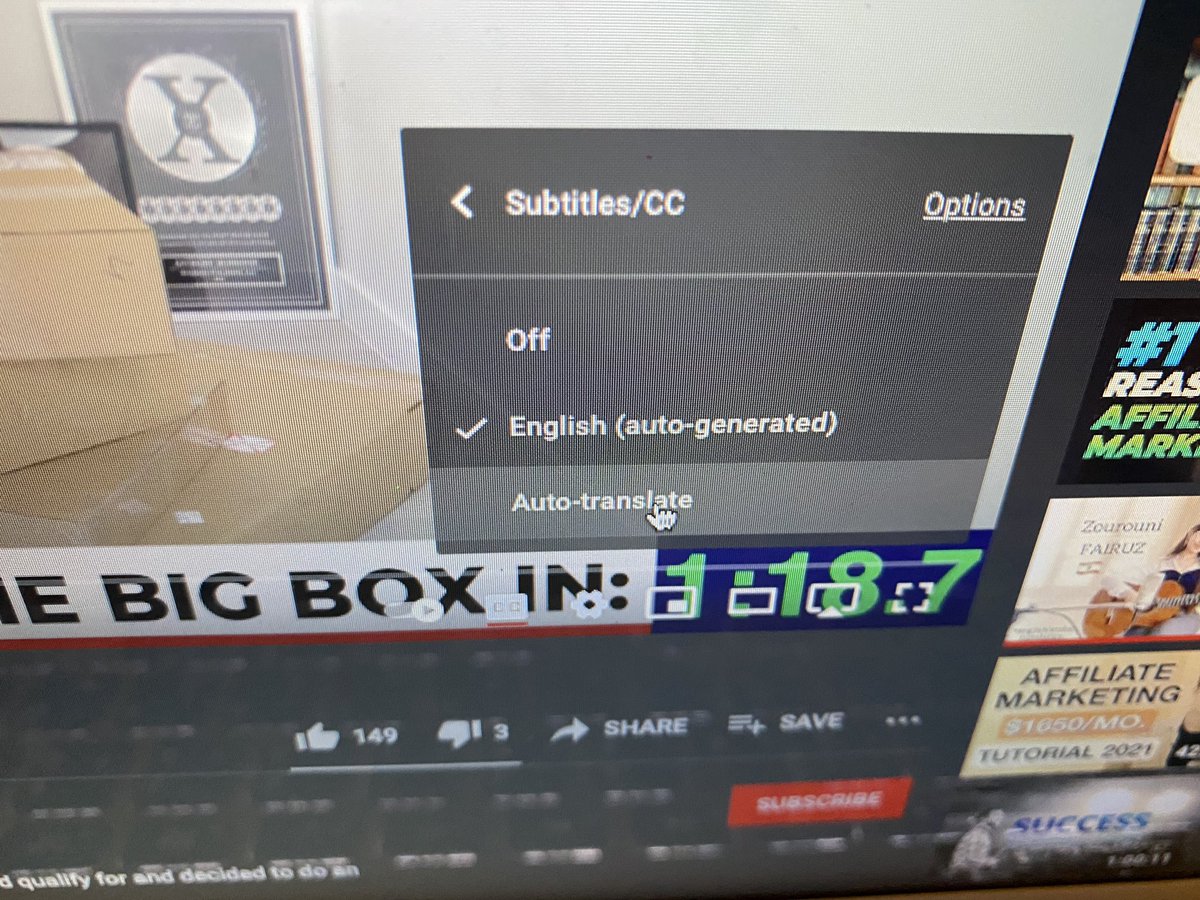 X
Subtitles/CC
Options
Off
English (auto-generated)
Auto-translate
E BIG BOX IN: 1:18.7
CC
149
3
SHARE
SAVE
SUBSCRIBE
d qualify for and decided to do an
#1
REAS
AFFIL
MARK
Zourouni
FAIRUZ
AFFILIATE
MARKETING
$1650/MO.
TUTORIAL 2021
SUCCESS